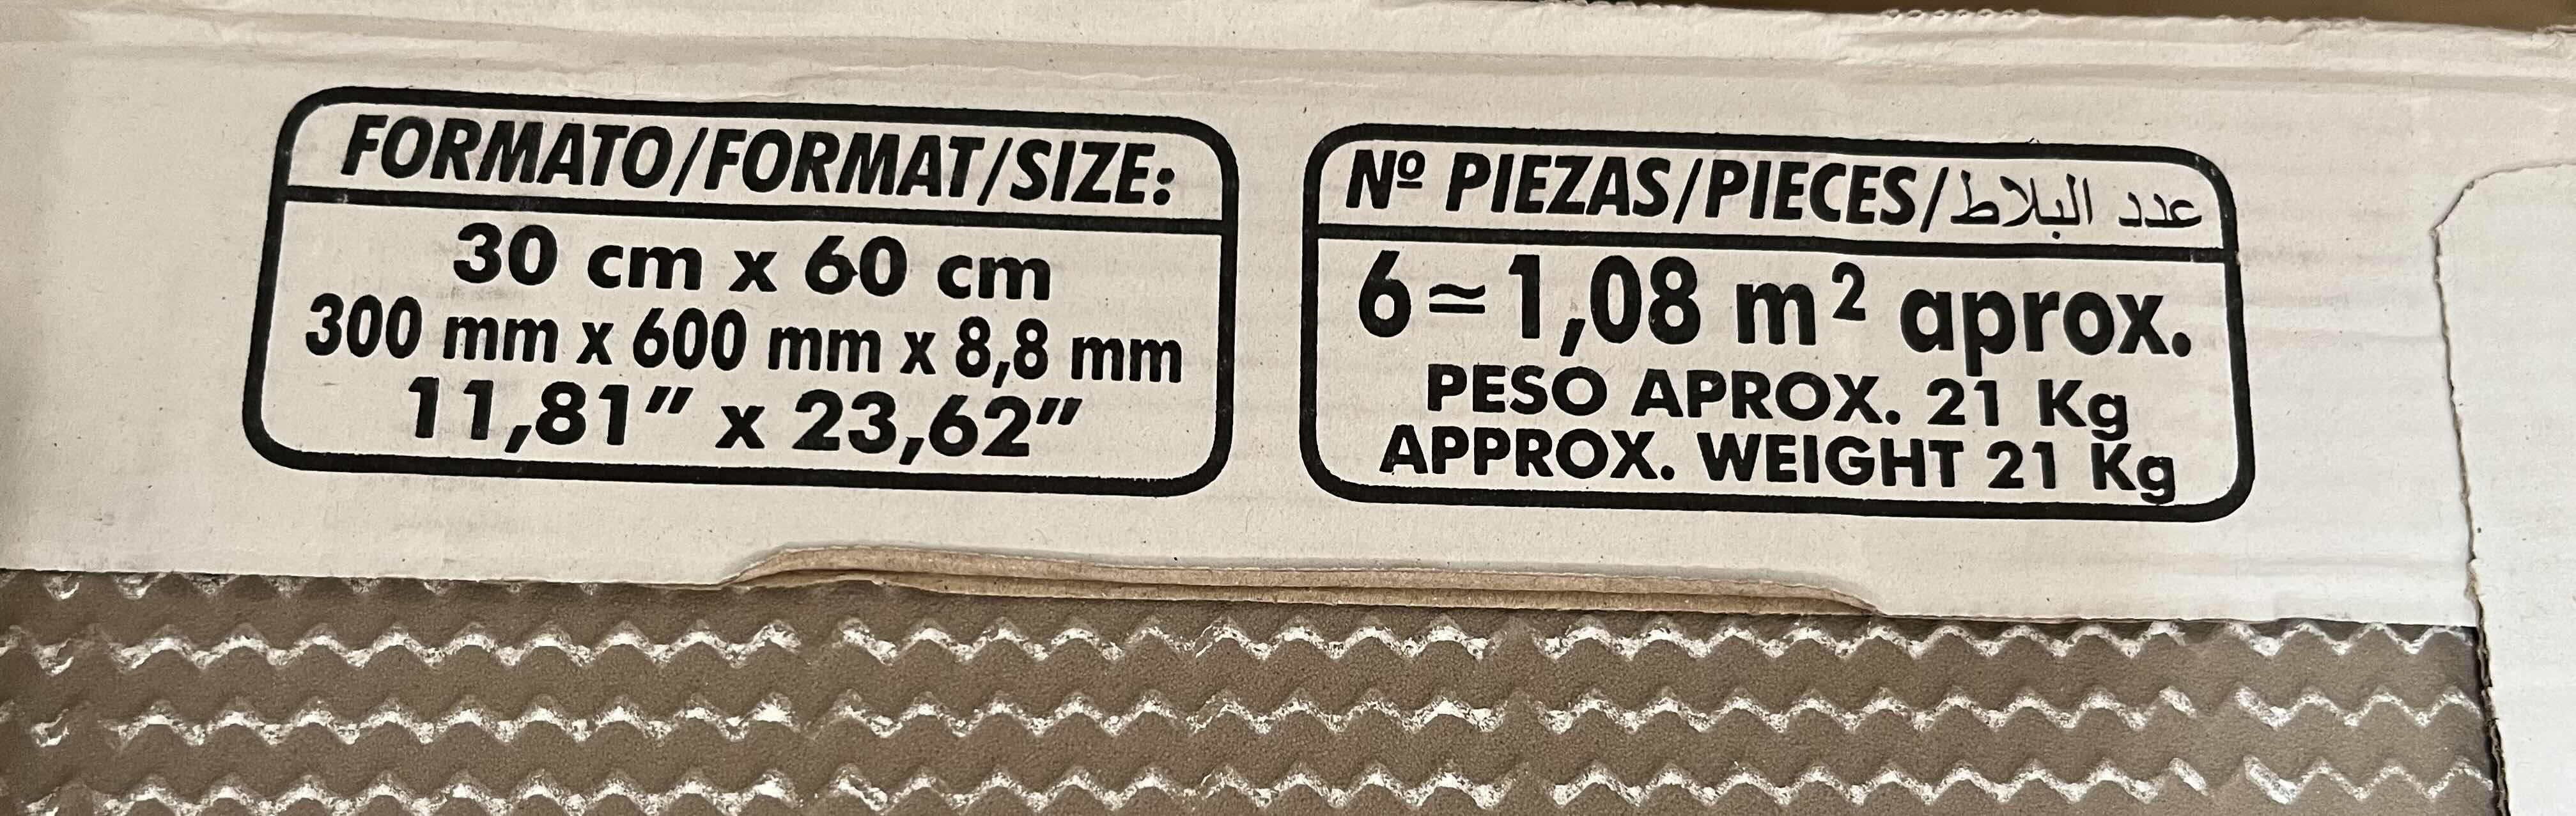 FORMATO/FORMAT/SIZE:
30 cm x 60 cm
300 mm x 600 mm x 8,8 mm
11,81" x 23,62"
Nº PIEZAS/PIECES/عدد البلاط
6≃1,08 m² aprox.
PESO APROX. 21 Kg
APPROX. WEIGHT 21 Kg